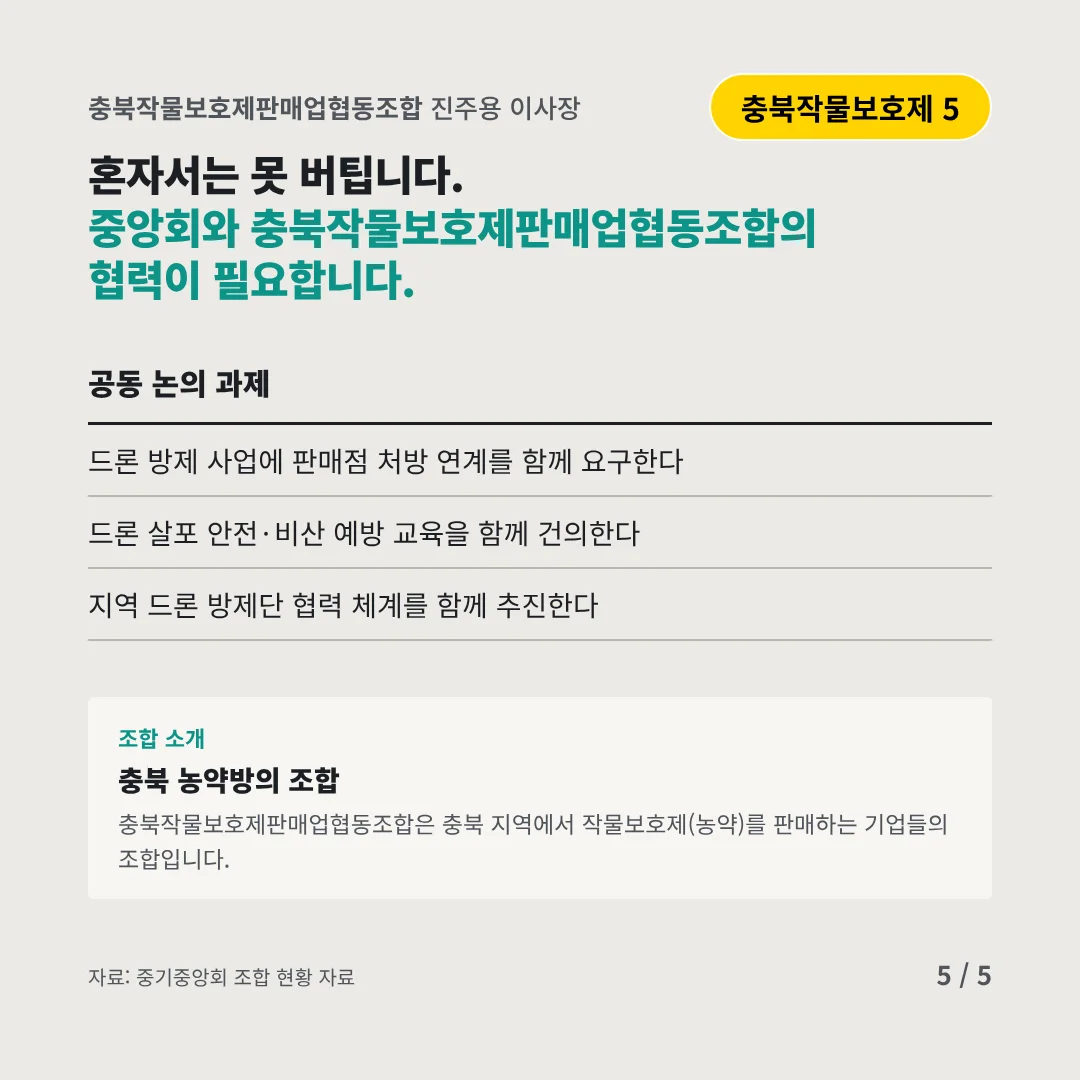 충북작물보호제판매업협동조합 진주용 이사장
충북작물보호제 5
혼자서는 못 버팁니다.
중앙회와 충북작물보호제판매업협동조합의
협력이 필요합니다.
공동 논의 과제
드론 방제 사업에 판매점 처방 연계를 함께 요구한다
드론 살포 안전·비산 예방 교육을 함께 건의한다
지역 드론 방제단 협력 체계를 함께 추진한다
조합 소개
충북 농약방의 조합
충북작물보호제판매업협동조합은 충북 지역에서 작물보호제(농약)를 판매하는 기업들의
조합입니다.
자료: 중기중앙회 조합 현황 자료
5 / 5